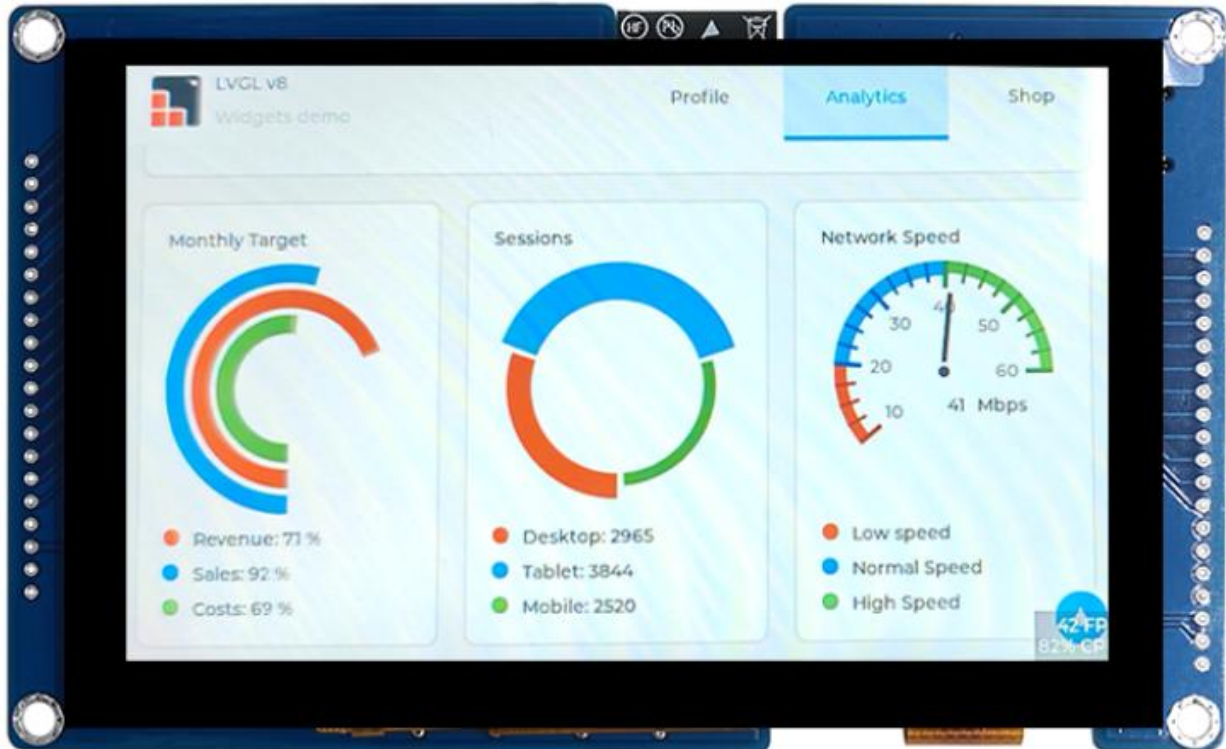 HF Pb
LVGL v8
Widgets demo
Profile
Analytics
Shop
Monthly Target
Revenue: 71 %
Sales: 92 %
Costs: 69 %
Sessions
Desktop: 2965
Tablet: 3844
Mobile: 2520
Network Speed
10
20
30
40
50
60
41 Mbps
Low speed
Normal Speed
High Speed
42 FP
82% CP